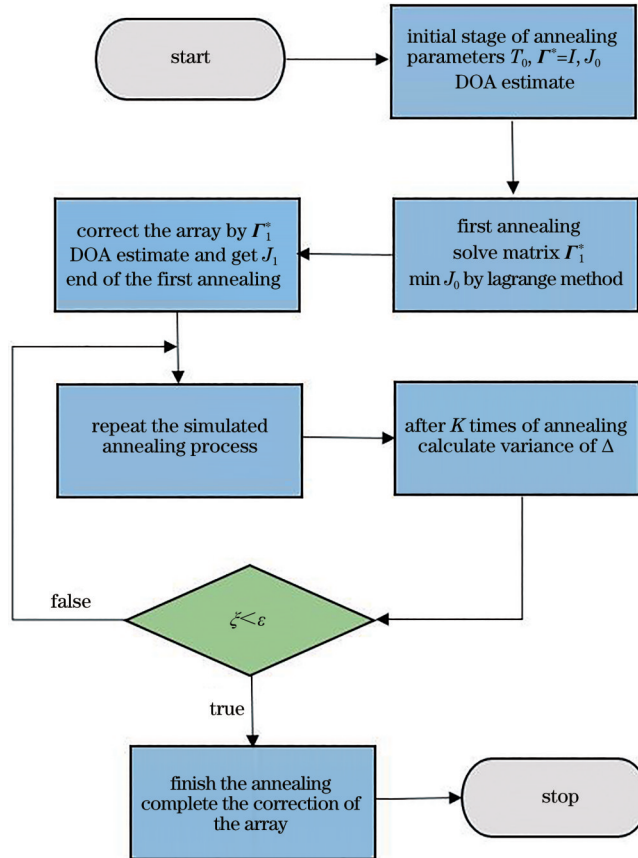 start
initial stage of annealing
parameters T₀, Γ*=I, J₀
DOA estimate
first annealing
solve matrix Γ₁*
min J₀ by lagrange method
correct the array by Γ₁*
DOA estimate and get J₁
end of the first annealing
repeat the simulated
annealing process
after K times of annealing
calculate variance of Δ
ξ<ε
false
true
finish the annealing
complete the correction of
the array
stop